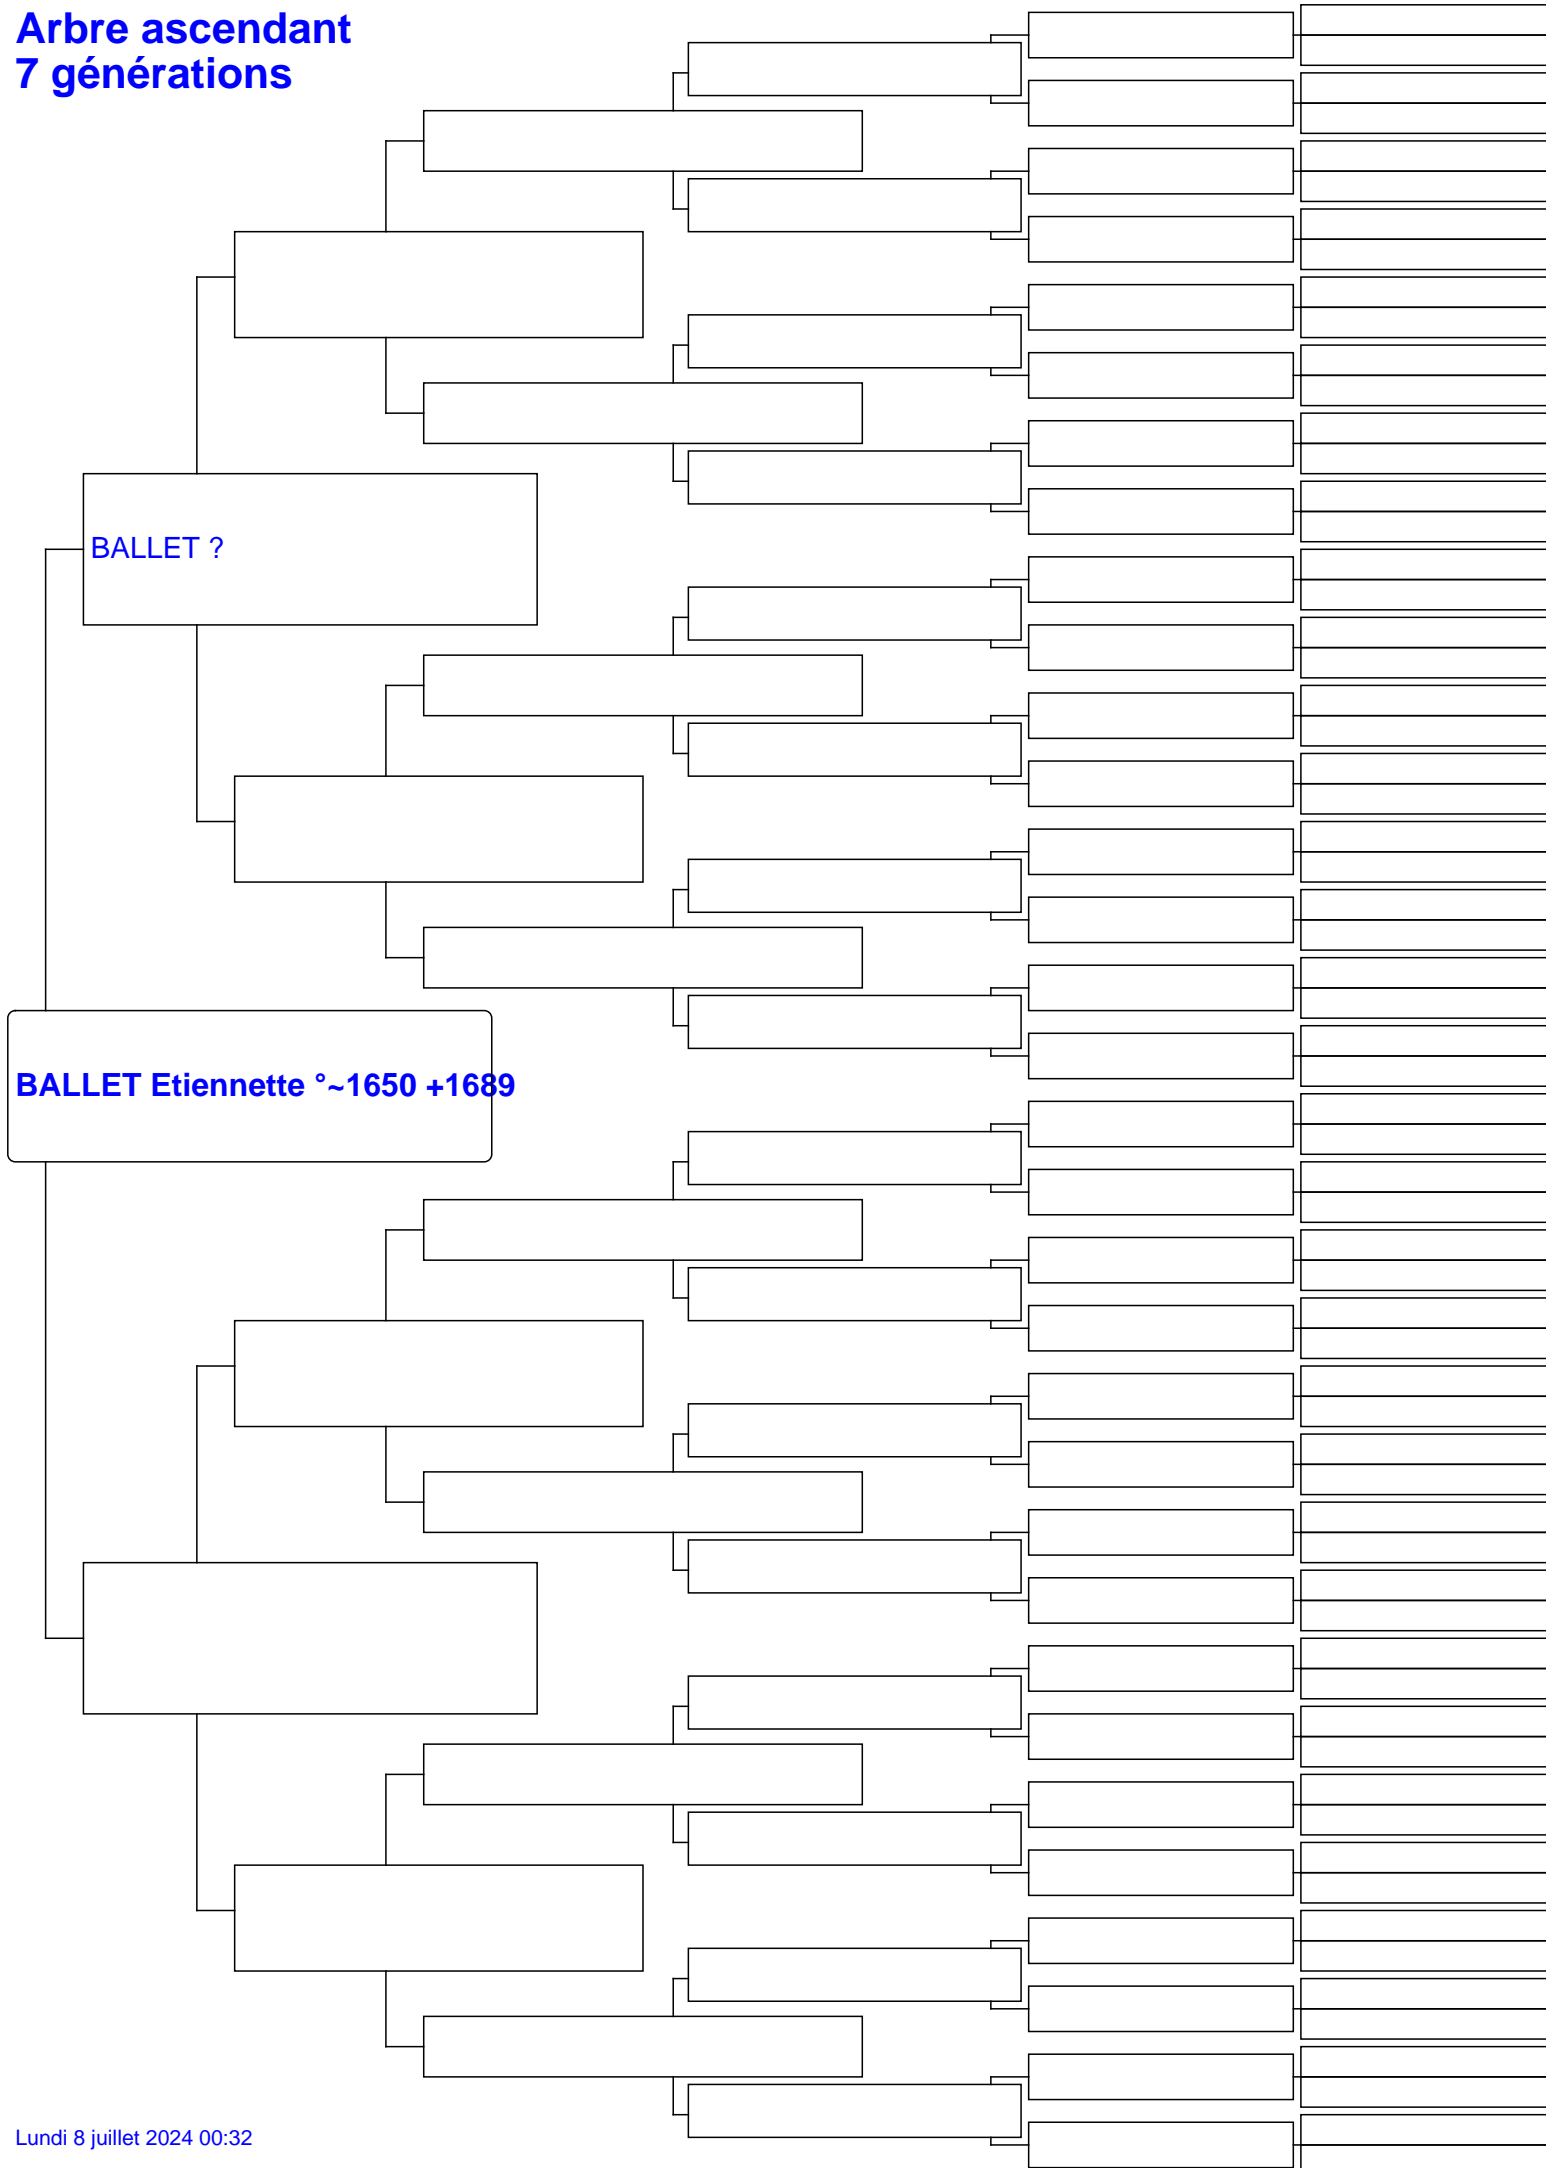 Arbre ascendant
7 générations
BALLET ?
BALLET Etiennette °~1650 +1689
Lundi 8 juillet 2024 00:32